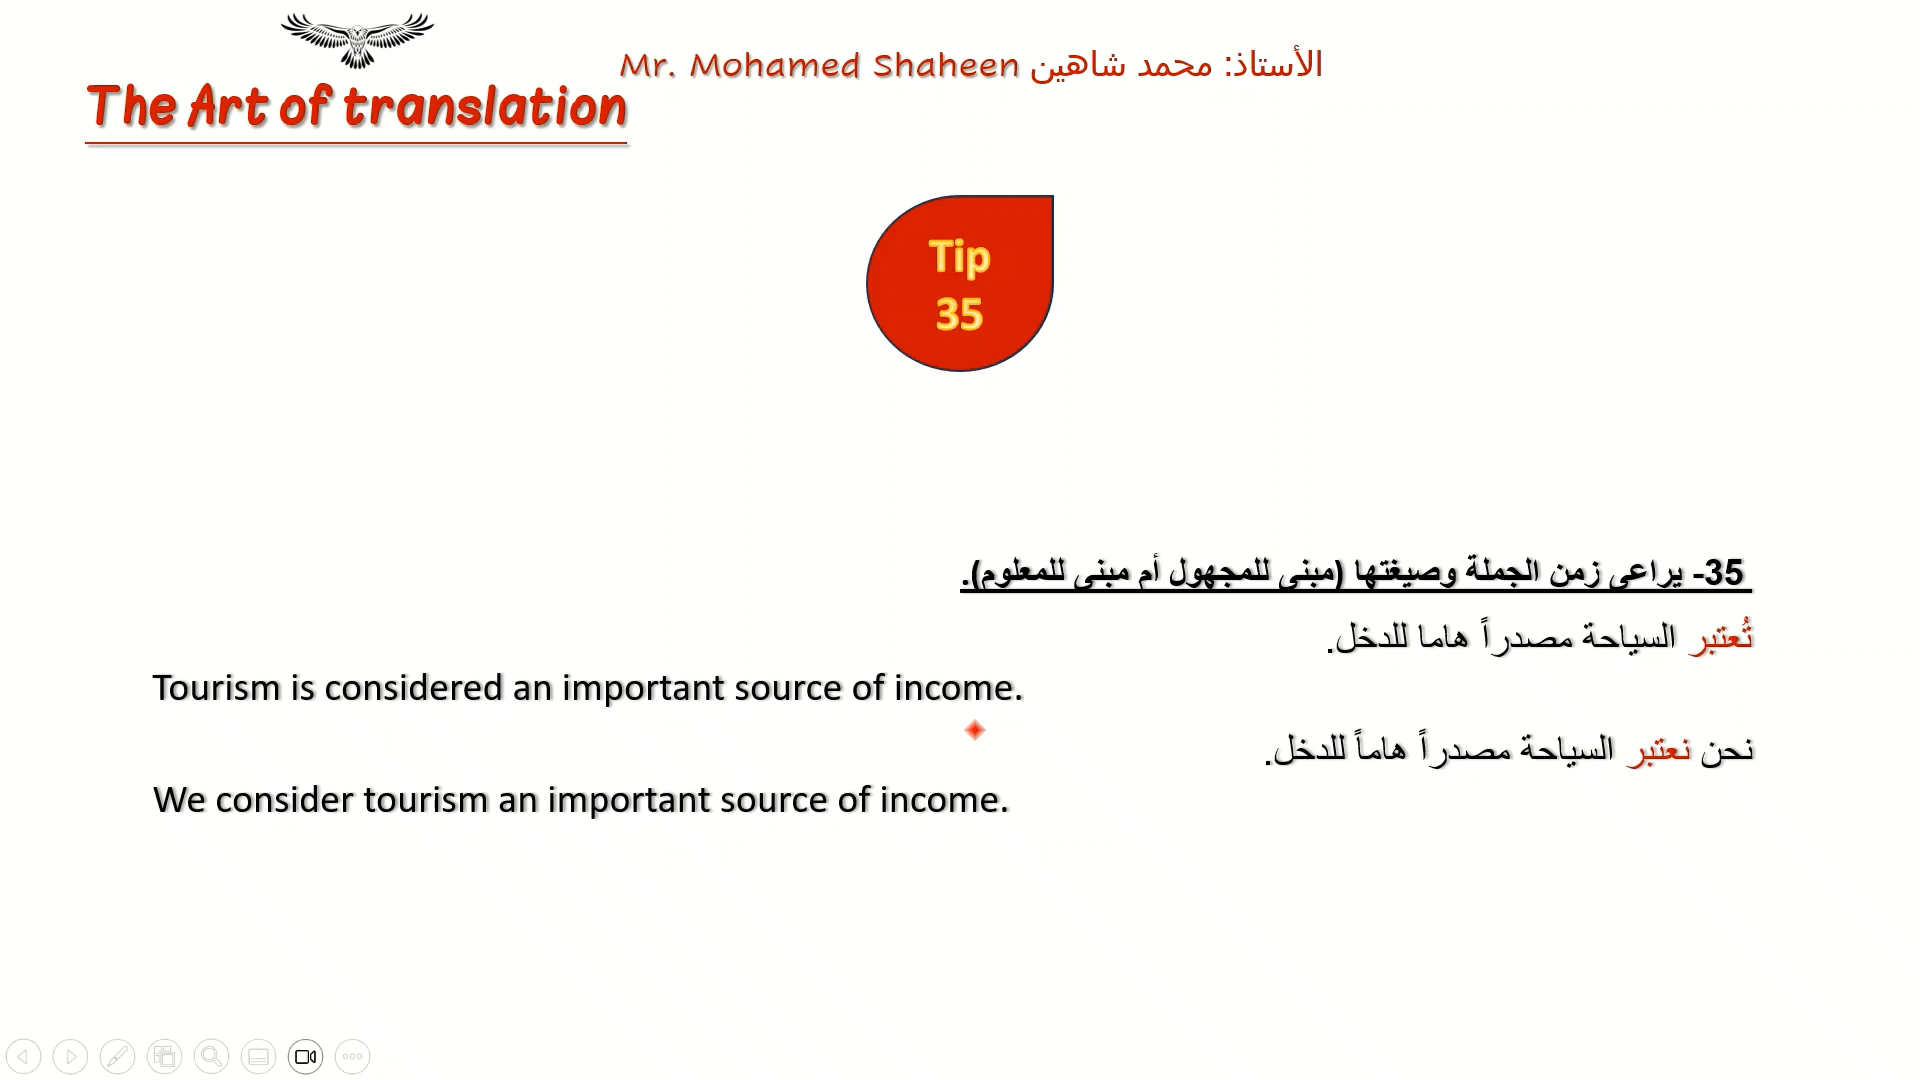 The Art of translation
Mr. Mohamed Shaheen الأستاذ: محمد شاهين
Tip
35
35- يراعى زمن الجملة وصيغتها (مبنى للمجهول أم مبنى للمعلوم).
تُعتبر السياحة مصدراً هاما للدخل.
Tourism is considered an important source of income.
نحن نعتبر السياحة مصدراً هاماً للدخل.
We consider tourism an important source of income.